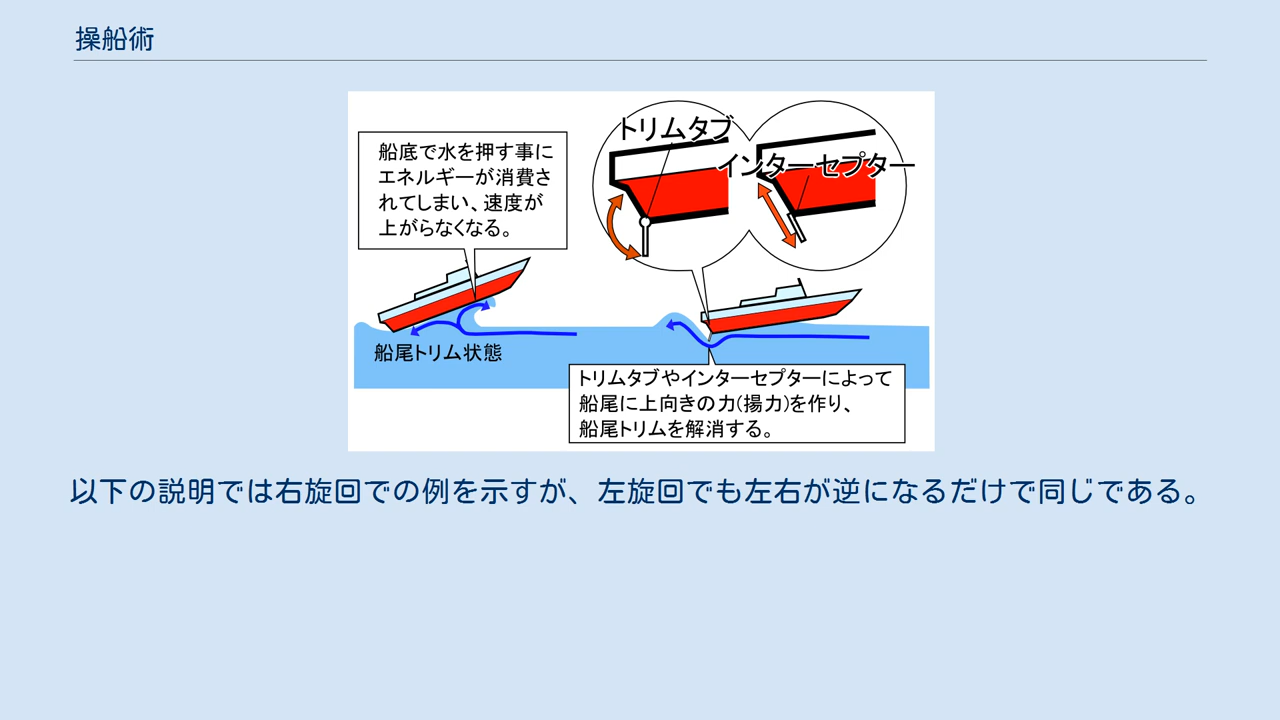 操船術
船底で水を押す事に
エネルギーが消費さ
れてしまい、速度が
上がらなくなる。
トリムタブ
インターセプター
船尾トリム状態
トリムタブやインターセプターによって
船尾に上向きの力(揚力)を作り、
船尾トリムを解消する。
以下の説明では右旋回での例を示すが、左旋回でも左右が逆になるだけで同じである。